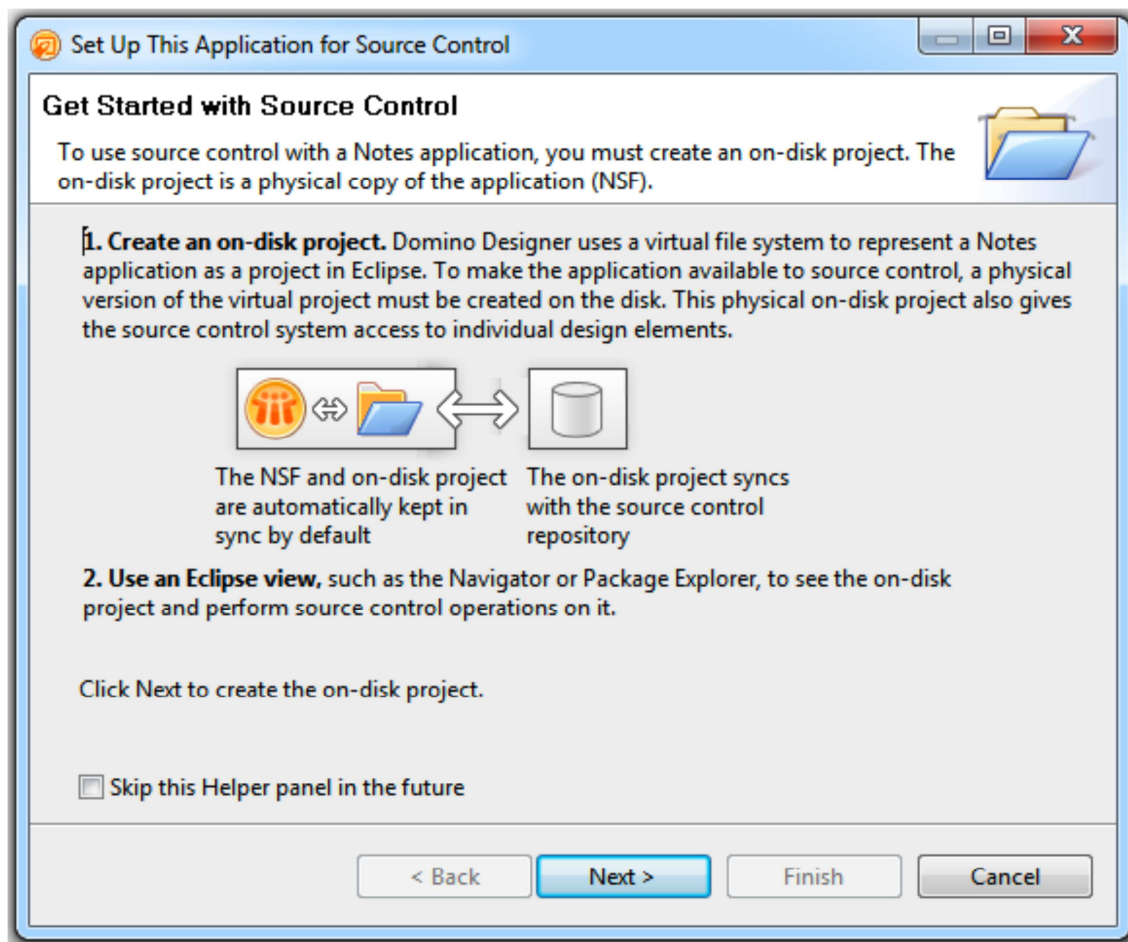 Set Up This Application for Source Control
Get Started with Source Control
To use source control with a Notes application, you must create an on-disk project. The
on-disk project is a physical copy of the application (NSF).
1. Create an on-disk project. Domino Designer uses a virtual file system to represent a Notes
application as a project in Eclipse. To make the application available to source control, a physical
version of the virtual project must be created on the disk. This physical on-disk project also gives
the source control system access to individual design elements.
The NSF and on-disk project
are automatically kept in
sync by default
The on-disk project syncs
with the source control
repository
2. Use an Eclipse view, such as the Navigator or Package Explorer, to see the on-disk
project and perform source control operations on it.
Click Next to create the on-disk project.
Skip this Helper panel in the future
< Back
Next >
Finish
Cancel